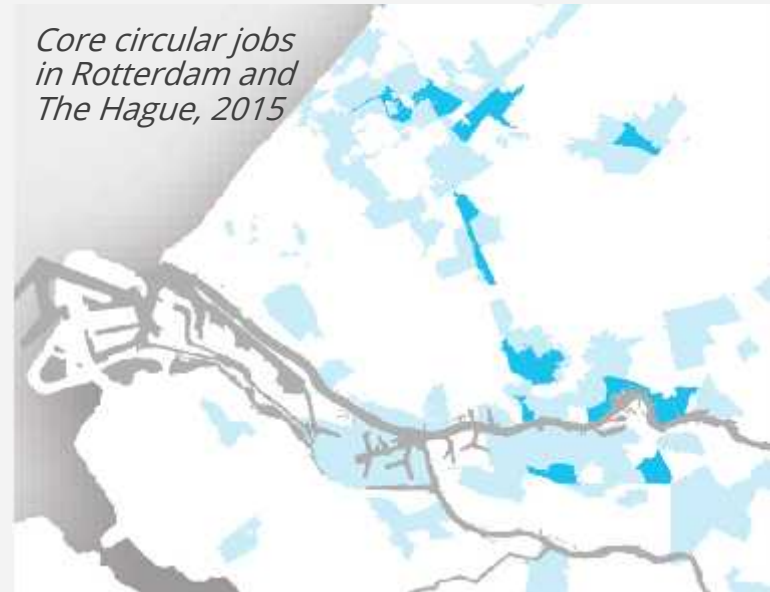 Core circular jobs
in Rotterdam and
The Hague, 2015